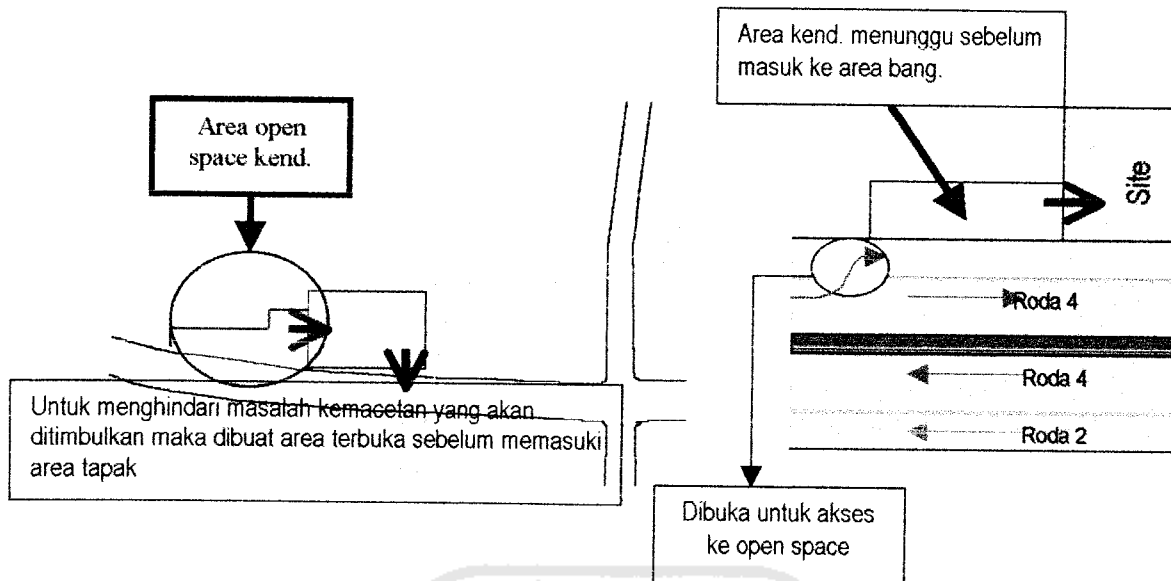 Area open
space kend.
Untuk menghindari masalah kemacetan yang akan
ditimbulkan maka dibuat area terbuka sebelum memasuki
area tapak
Area kend. menunggu sebelum
masuk ke area bang.
Site
Roda 4
Roda 4
Roda 2
Dibuka untuk akses
ke open space